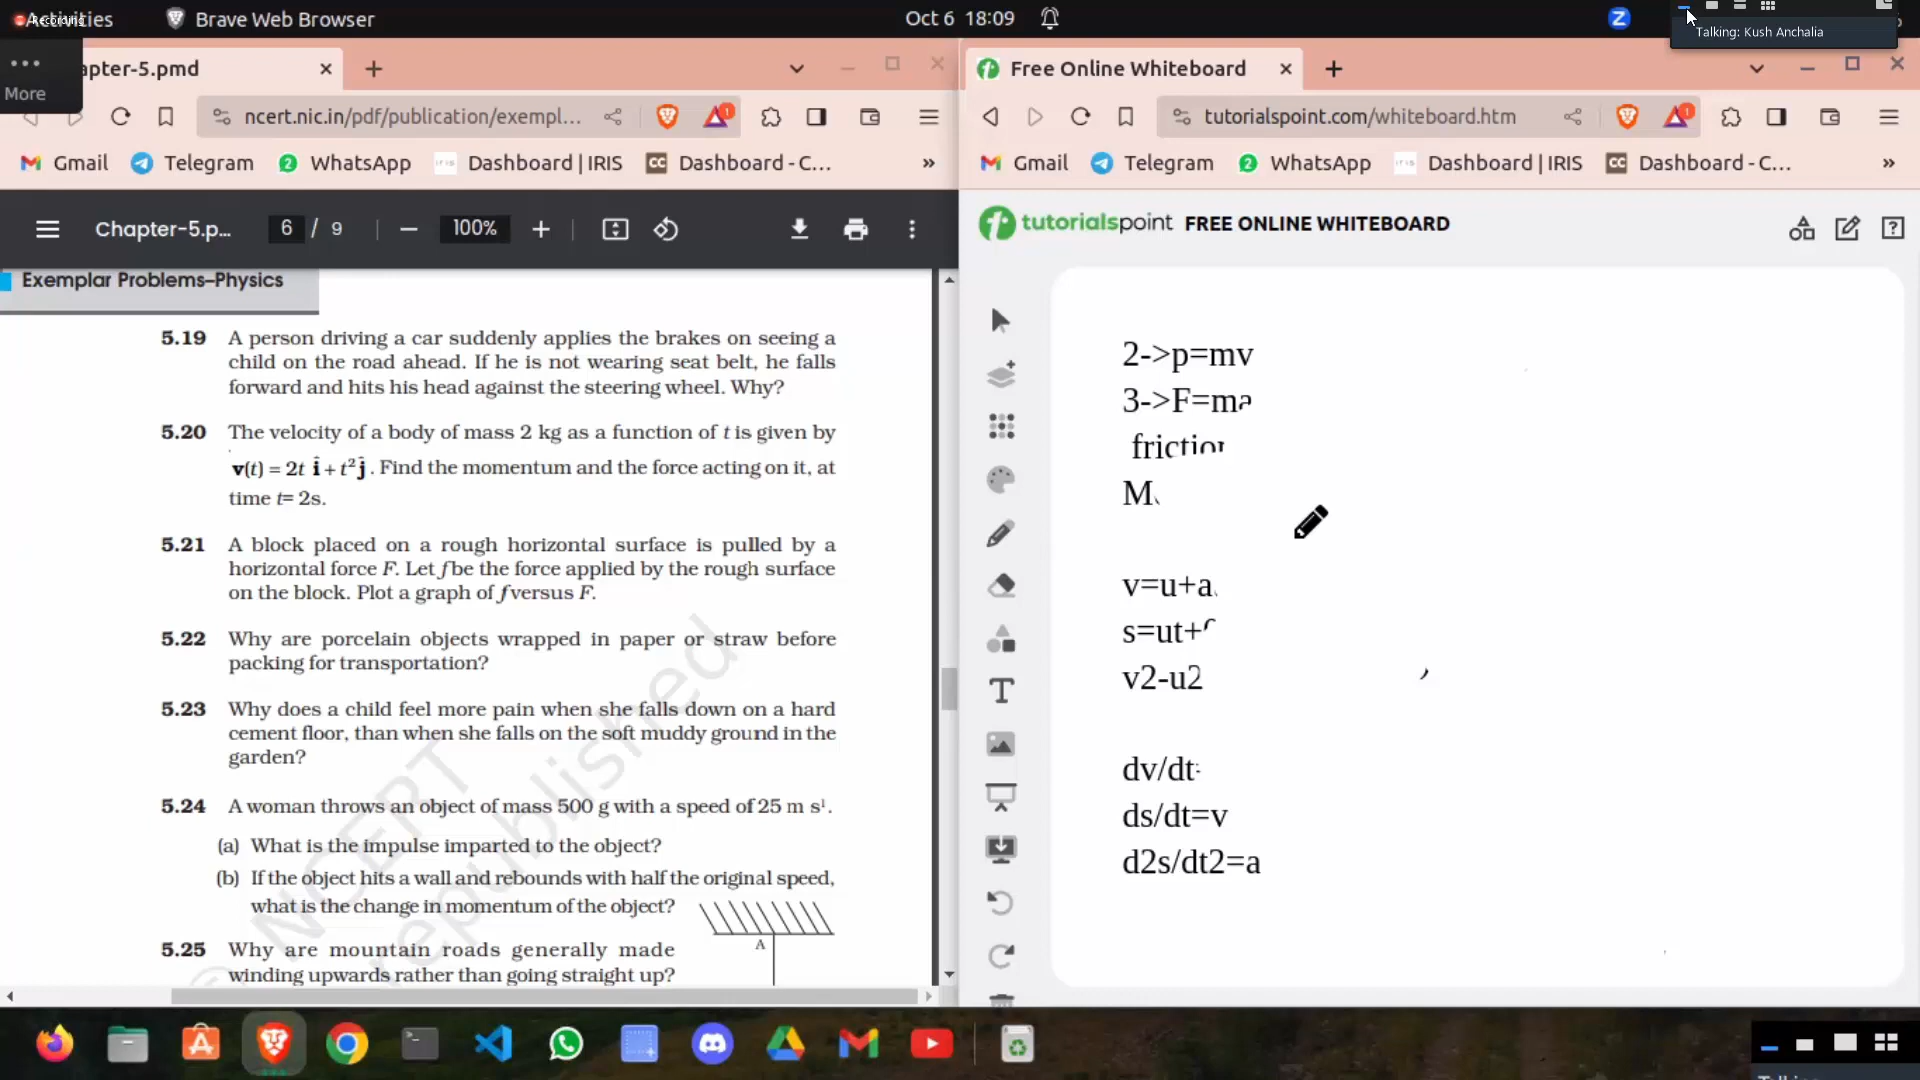 Activities
Recording
Brave Web Browser
Oct 6 18:09
Talking: Kush Anchalia
More
apter-5.pmd
ncert.nic.in/pdf/publication/exempl...
Gmail Telegram 2 WhatsApp IRIS Dashboard | IRIS CC Dashboard - C... »
Chapter-5.p... 6 / 9 100%
Exemplar Problems–Physics
5.19 A person driving a car suddenly applies the brakes on seeing a
child on the road ahead. If he is not wearing seat belt, he falls
forward and hits his head against the steering wheel. Why?
5.20 The velocity of a body of mass 2 kg as a function of t is given by
v(t) = 2t î + t² ĵ. Find the momentum and the force acting on it, at
time t= 2s.
5.21 A block placed on a rough horizontal surface is pulled by a
horizontal force F. Let f be the force applied by the rough surface
on the block. Plot a graph of f versus F.
5.22 Why are porcelain objects wrapped in paper or straw before
packing for transportation?
5.23 Why does a child feel more pain when she falls down on a hard
cement floor, than when she falls on the soft muddy ground in the
garden?
5.24 A woman throws an object of mass 500 g with a speed of 25 m s¹.
(a) What is the impulse imparted to the object?
(b) If the object hits a wall and rebounds with half the original speed,
what is the change in momentum of the object?
A
5.25 Why are mountain roads generally made
winding upwards rather than going straight up?
© NCERT
republished
Free Online Whiteboard
tutorialspoint.com/whiteboard.htm
Gmail Telegram 2 WhatsApp IRIS Dashboard | IRIS CC Dashboard - C... »
tutorialspoint FREE ONLINE WHITEBOARD
2->p=mv
3->F=ma
friction
M
v=u+a
s=ut+
v2-u2
dv/dt
ds/dt=v
d2s/dt2=a